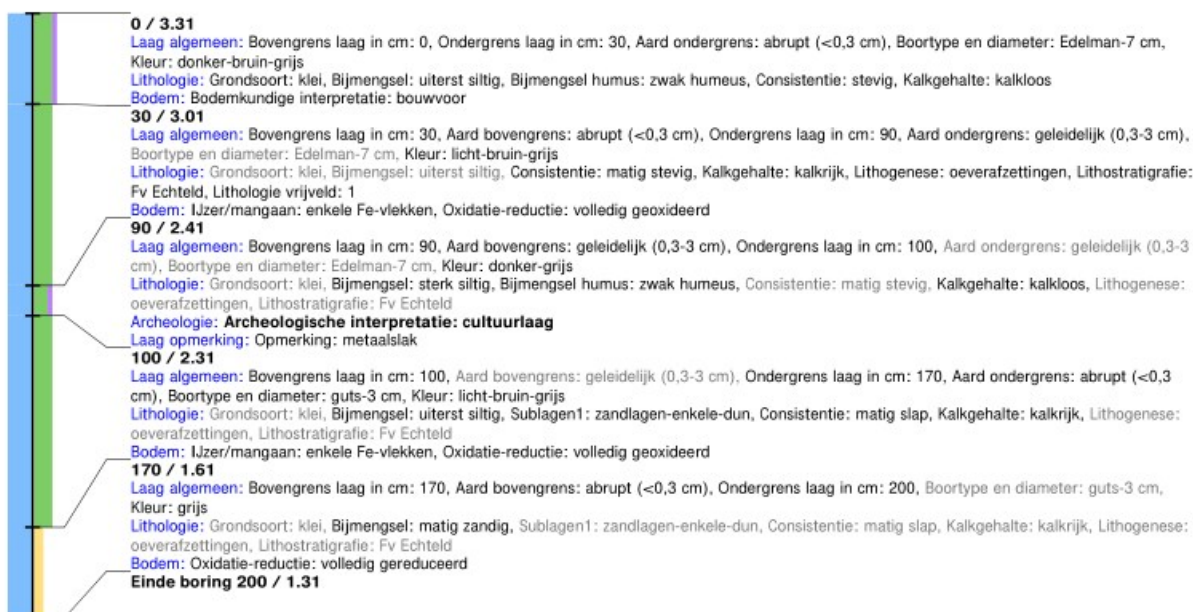 0 / 3.31
Laag algemeen: Bovengrens laag in cm: 0, Ondergrens laag in cm: 30, Aard ondergrens: abrupt (<0,3 cm), Boortype en diameter: Edelman-7 cm,
Kleur: donker-bruin-grijs
Lithologie: Grondsoort: klei, Bijmengsel: uiterst siltig, Bijmengsel humus: zwak humeus, Consistentie: stevig, Kalkgehalte: kalkloos
Bodem: Bodemkundige interpretatie: bouwvoor
30 / 3.01
Laag algemeen: Bovengrens laag in cm: 30, Aard bovengrens: abrupt (<0,3 cm), Ondergrens laag in cm: 90, Aard ondergrens: geleidelijk (0,3-3 cm),
Boortype en diameter: Edelman-7 cm, Kleur: licht-bruin-grijs
Lithologie: Grondsoort: klei, Bijmengsel: uiterst siltig, Consistentie: matig stevig, Kalkgehalte: kalkrijk, Lithogenese: oeverafzettingen, Lithostratigrafie:
Fv Echteld, Lithologie vrijveld: 1
Bodem: IJzer/mangaan: enkele Fe-vlekken, Oxidatie-reductie: volledig geoxideerd
90 / 2.41
Laag algemeen: Bovengrens laag in cm: 90, Aard bovengrens: geleidelijk (0,3-3 cm), Ondergrens laag in cm: 100, Aard ondergrens: geleidelijk (0,3-3
cm), Boortype en diameter: Edelman-7 cm, Kleur: donker-grijs
Lithologie: Grondsoort: klei, Bijmengsel: sterk siltig, Bijmengsel humus: zwak humeus, Consistentie: matig stevig, Kalkgehalte: kalkloos, Lithogenese:
oeverafzettingen, Lithostratigrafie: Fv Echteld
Archeologie: Archeologische interpretatie: cultuurlaag
Laag opmerking: Opmerking: metaalslak
100 / 2.31
Laag algemeen: Bovengrens laag in cm: 100, Aard bovengrens: geleidelijk (0,3-3 cm), Ondergrens laag in cm: 170, Aard ondergrens: abrupt (<0,3
cm), Boortype en diameter: guts-3 cm, Kleur: licht-bruin-grijs
Lithologie: Grondsoort: klei, Bijmengsel: uiterst siltig, Sublagen1: zandlagen-enkele-dun, Consistentie: matig slap, Kalkgehalte: kalkrijk, Lithogenese:
oeverafzettingen, Lithostratigrafie: Fv Echteld
Bodem: IJzer/mangaan: enkele Fe-vlekken, Oxidatie-reductie: volledig geoxideerd
170 / 1.61
Laag algemeen: Bovengrens laag in cm: 170, Aard bovengrens: abrupt (<0,3 cm), Ondergrens laag in cm: 200, Boortype en diameter: guts-3 cm,
Kleur: grijs
Lithologie: Grondsoort: klei, Bijmengsel: matig zandig, Sublagen1: zandlagen-enkele-dun, Consistentie: matig slap, Kalkgehalte: kalkrijk, Lithogenese:
oeverafzettingen, Lithostratigrafie: Fv Echteld
Bodem: Oxidatie-reductie: volledig gereduceerd
Einde boring 200 / 1.31